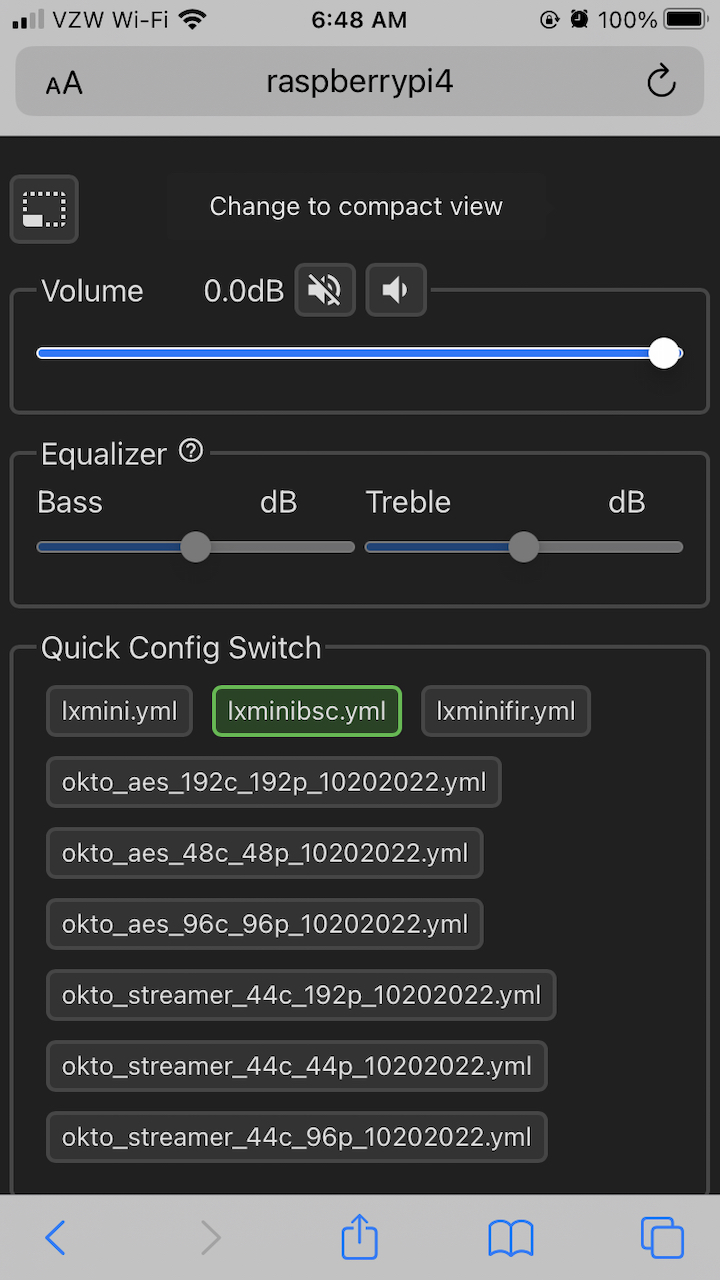 VZW Wi-Fi 6:48 AM 100%
AA raspberrypi4
Change to compact view
Volume 0.0dB
Equalizer ?
Bass dB Treble dB
Quick Config Switch
lxmini.yml lxminibsc.yml lxminifir.yml
okto_aes_192c_192p_10202022.yml
okto_aes_48c_48p_10202022.yml
okto_aes_96c_96p_10202022.yml
okto_streamer_44c_192p_10202022.yml
okto_streamer_44c_44p_10202022.yml
okto_streamer_44c_96p_10202022.yml